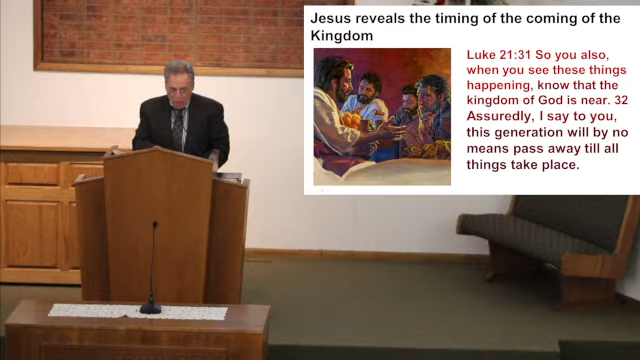 Jesus reveals the timing of the coming of the
Kingdom
Luke 21:31 So you also,
when you see these things
happening, know that the
kingdom of God is near. 32
Assuredly, I say to you,
this generation will by no
means pass away till all
things take place.